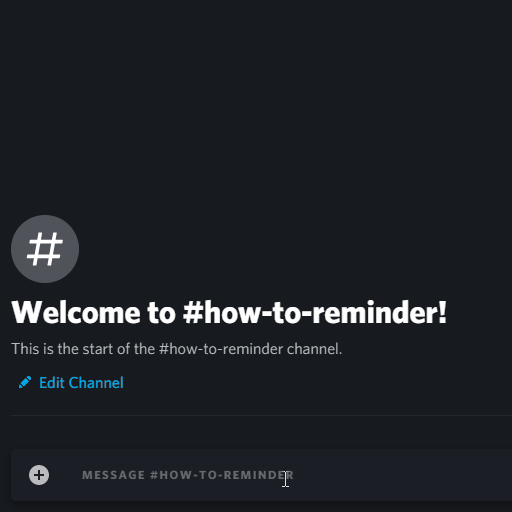 #
Welcome to #how-to-reminder!
This is the start of the #how-to-reminder channel.
Edit Channel
MESSAGE #HOW-TO-REMINDER